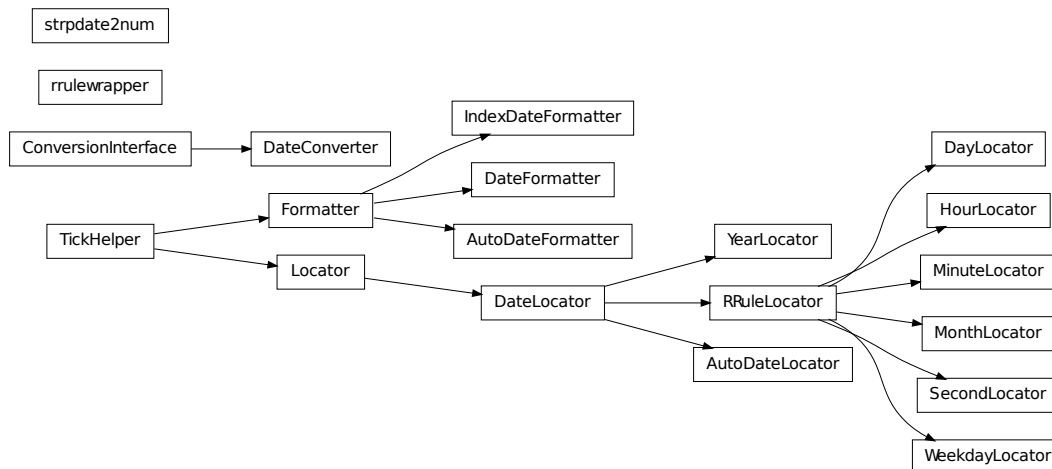 strpdate2num
rrulewrapper
IndexDateFormatter
ConversionInterface
DateConverter
DayLocator
DateFormatter
Formatter
HourLocator
TickHelper
AutoDateFormatter
YearLocator
Locator
MinuteLocator
DateLocator
RRuleLocator
MonthLocator
AutoDateLocator
SecondLocator
WeekdayLocator